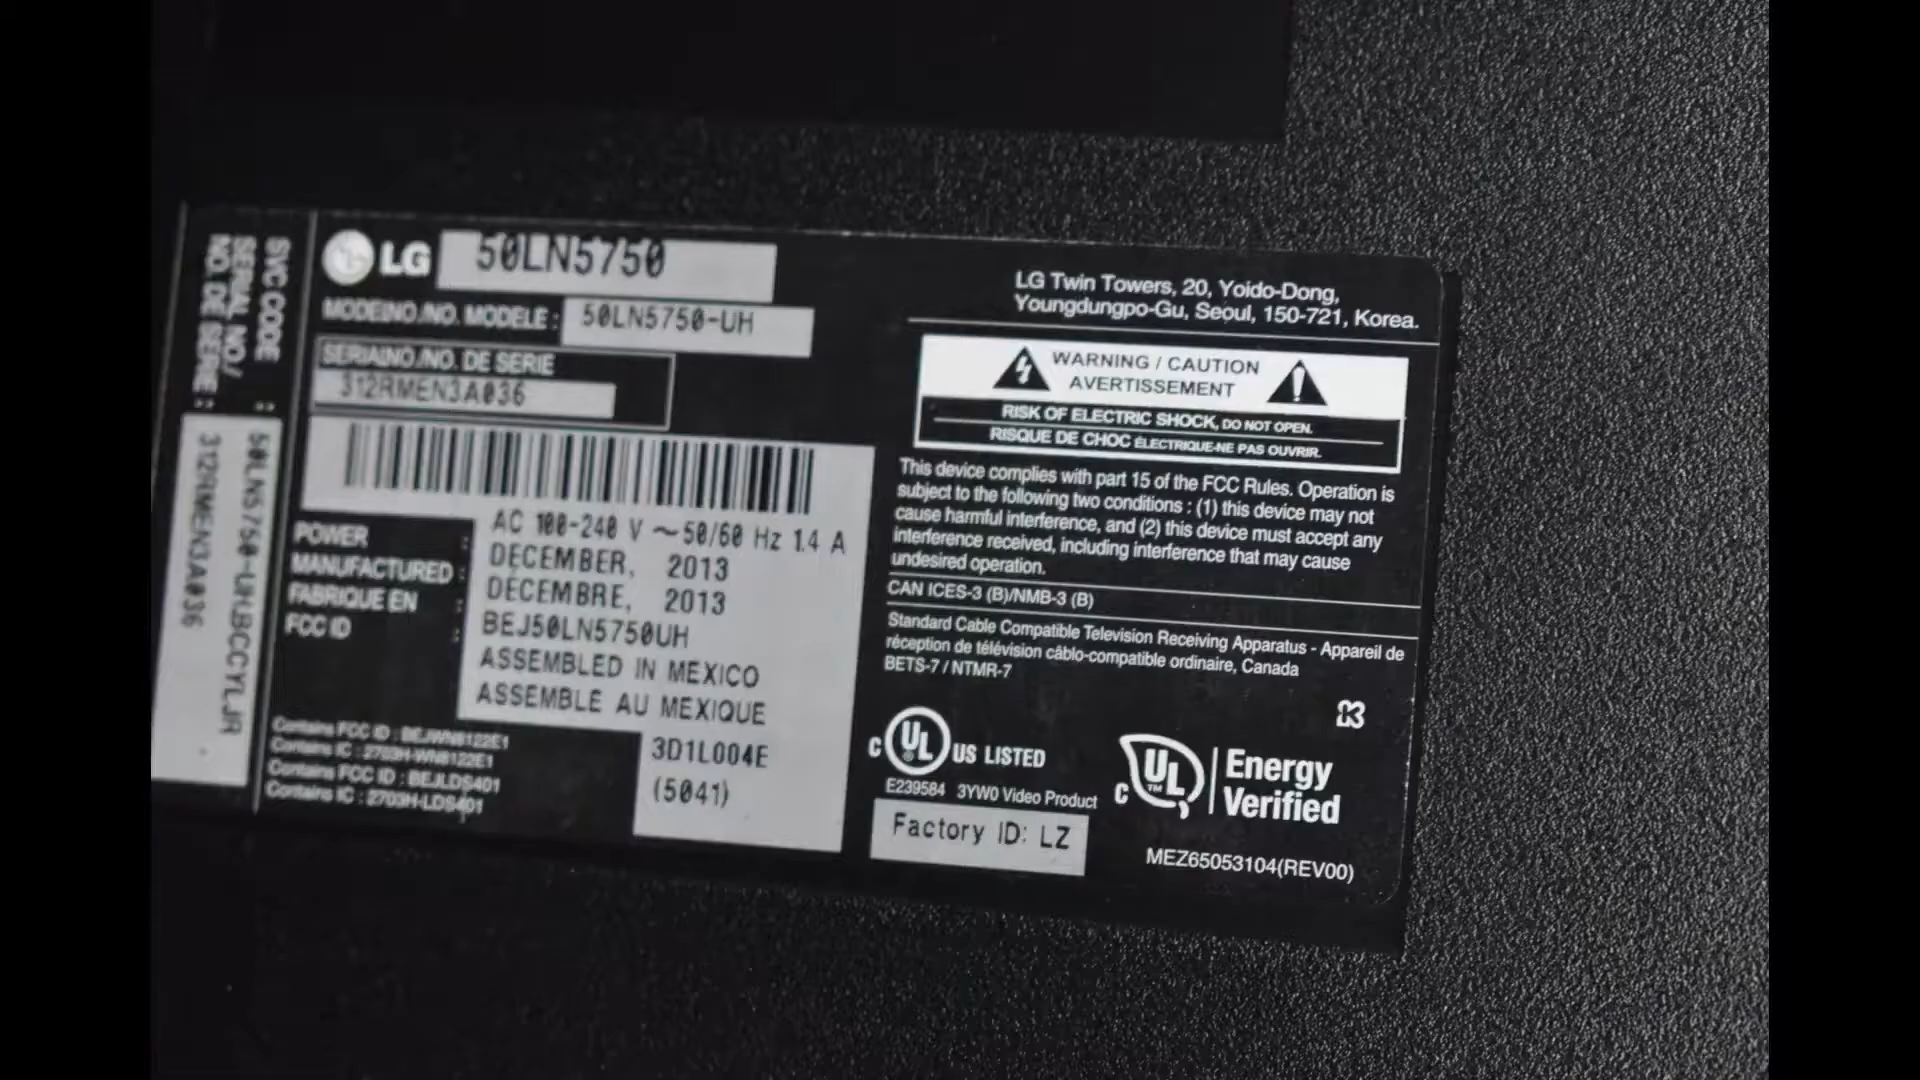 SVC CODE :
SERIAL NO./
NO. DE SERIE :
312RMEN3A036
LG 50LN5750
MODEINO./NO. MODELE : 50LN5750-UH
SERIAINO./NO. DE SERIE
312RMEN3A036
POWER : AC 100-240 V ~ 50/60 Hz 1.4 A
MANUFACTURED : DECEMBER, 2013
FABRIQUE EN : DÉCEMBRE, 2013
FCC ID : BEJ50LN5750UH
ASSEMBLED IN MEXICO
ASSEMBLE AU MEXIQUE
Contains FCC ID : BEJWN8122E1
Contains IC : 2703H-WN8122E1
Contains FCC ID : BEJLDS401
Contains IC : 2703H-LDS401
3D1L004E
(5041)
LG Twin Towers, 20, Yoido-Dong,
Youngdungpo-Gu, Seoul, 150-721, Korea.
WARNING / CAUTION
AVERTISSEMENT
RISK OF ELECTRIC SHOCK, DO NOT OPEN.
RISQUE DE CHOC ÉLECTRIQUE-NE PAS OUVRIR.
This device complies with part 15 of the FCC Rules. Operation is
subject to the following two conditions : (1) this device may not
cause harmful interference, and (2) this device must accept any
interference received, including interference that may cause
undesired operation.
CAN ICES-3 (B)/NMB-3 (B)
Standard Cable Compatible Television Receiving Apparatus - Appareil de
réception de télévision câblo-compatible ordinaire, Canada
BETS-7 / NTMR-7
C UL ® US LISTED
E239584 3YW0 Video Product
Factory ID: LZ
C UL ™ Energy
Verified
MEZ65053104(REV00)